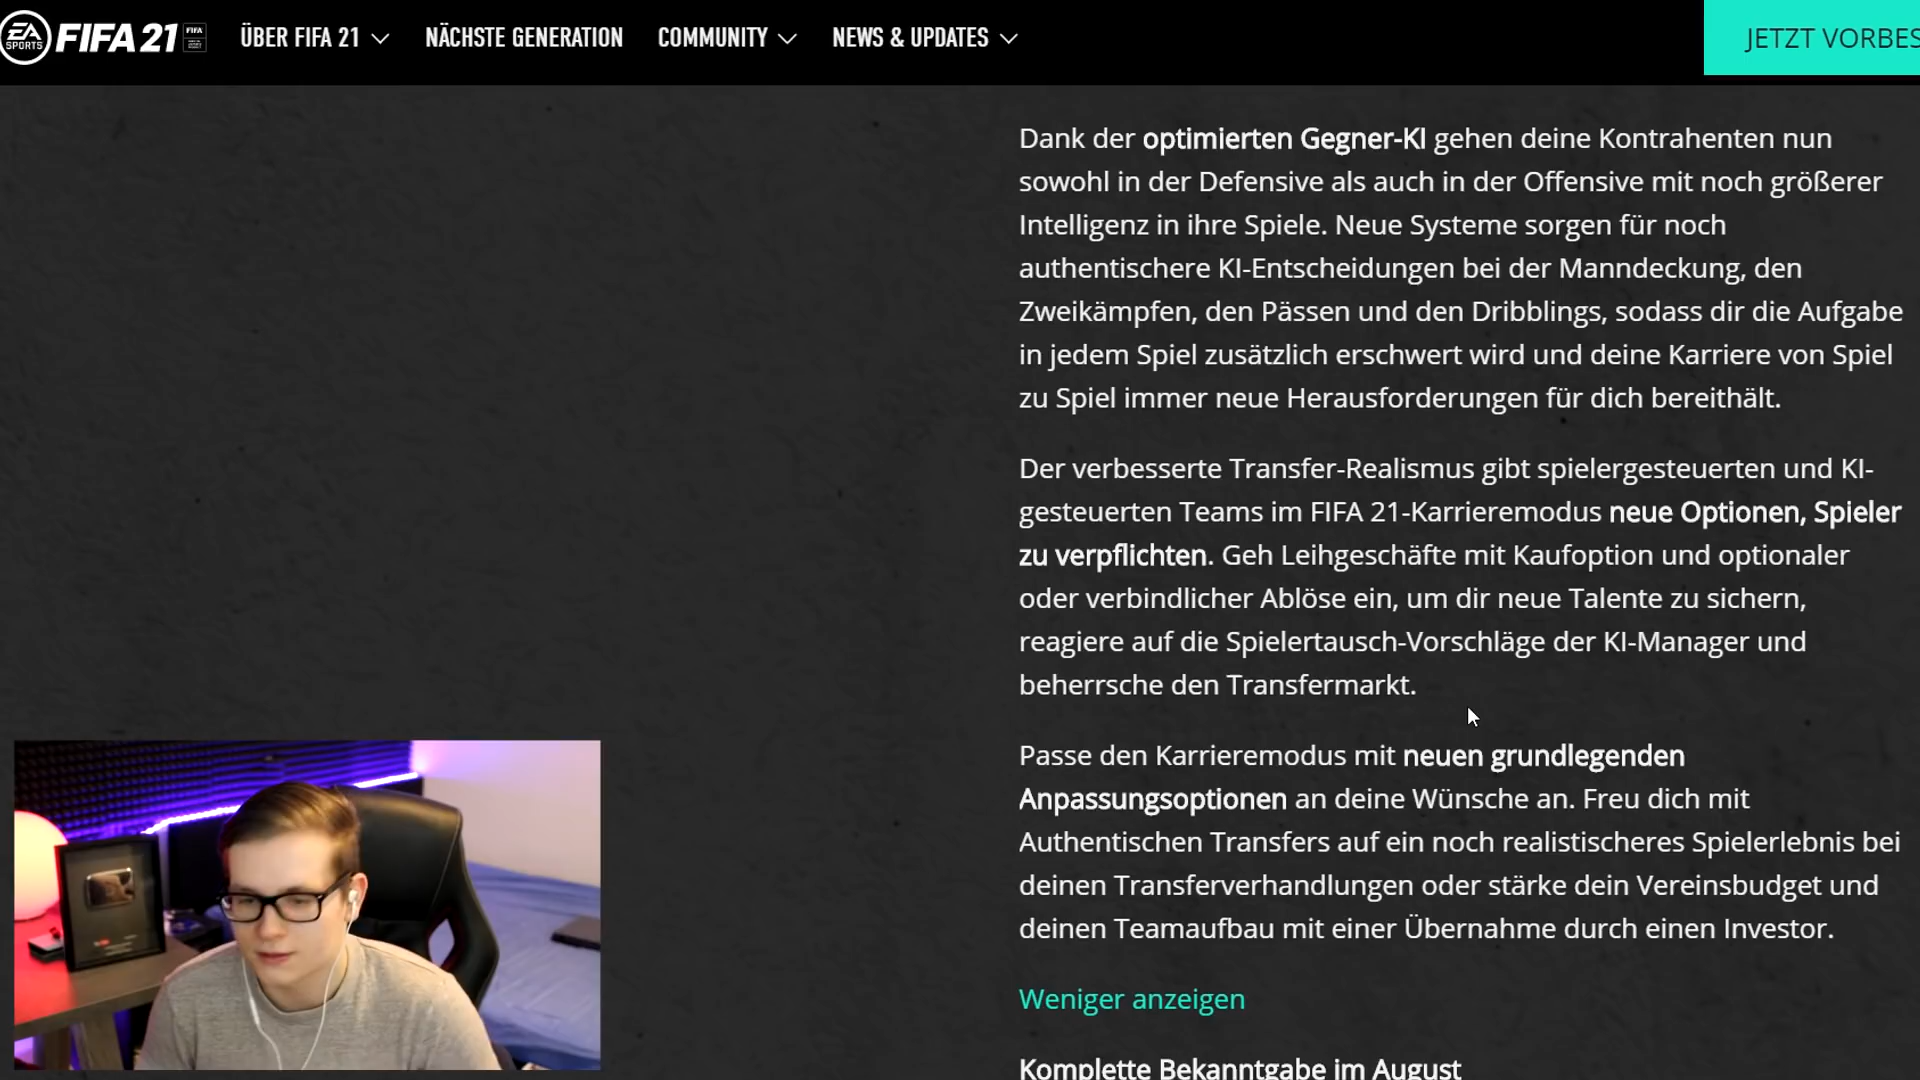 EA SPORTS FIFA 21 FIFA
ÜBER FIFA 21
NÄCHSTE GENERATION
COMMUNITY
NEWS & UPDATES
JETZT VORBES
Dank der optimierten Gegner-KI gehen deine Kontrahenten nun
sowohl in der Defensive als auch in der Offensive mit noch größerer
Intelligenz in ihre Spiele. Neue Systeme sorgen für noch
authentischere KI-Entscheidungen bei der Manndeckung, den
Zweikämpfen, den Pässen und den Dribblings, sodass dir die Aufgabe
in jedem Spiel zusätzlich erschwert wird und deine Karriere von Spiel
zu Spiel immer neue Herausforderungen für dich bereithält.
Der verbesserte Transfer-Realismus gibt spielergesteuerten und KI-
gesteuerten Teams im FIFA 21-Karrieremodus neue Optionen, Spieler
zu verpflichten. Geh Leihgeschäfte mit Kaufoption und optionaler
oder verbindlicher Ablöse ein, um dir neue Talente zu sichern,
reagiere auf die Spielertausch-Vorschläge der KI-Manager und
beherrsche den Transfermarkt.
Passe den Karrieremodus mit neuen grundlegenden
Anpassungsoptionen an deine Wünsche an. Freu dich mit
Authentischen Transfers auf ein noch realistischeres Spielerlebnis bei
deinen Transferverhandlungen oder stärke dein Vereinsbudget und
deinen Teamaufbau mit einer Übernahme durch einen Investor.
Weniger anzeigen
Komplette Bekanntgabe im August